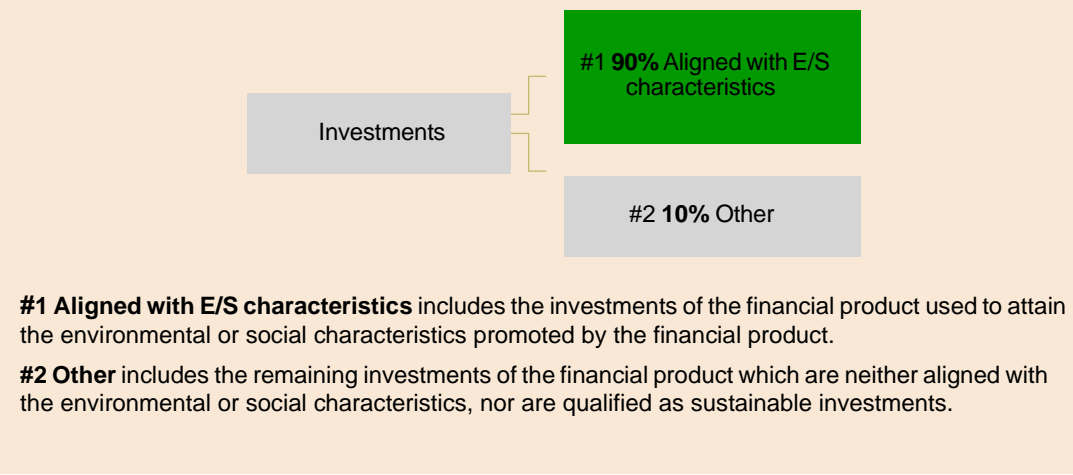 #1 90% Aligned with E/S
characteristics
Investments
#2 10% Other
#1 Aligned with E/S characteristics includes the investments of the financial product used to attain
the environmental or social characteristics promoted by the financial product.
#2 Other includes the remaining investments of the financial product which are neither aligned with
the environmental or social characteristics, nor are qualified as sustainable investments.